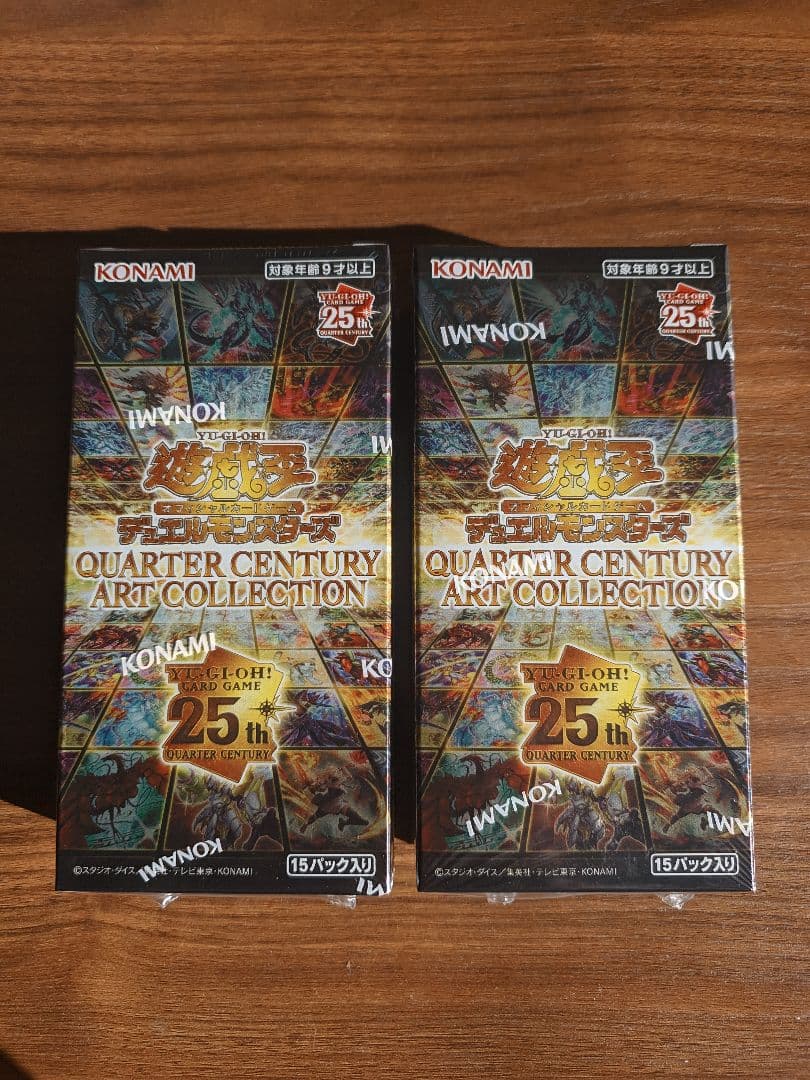 KONAMI
対象年齢9才以上
YU-GI-OH!
CARD GAME
25th
QUARTER CENTURY
KONAMI
YU-GI-OH!
遊戯王
オフィシャルカードゲーム
デュエルモンスターズ
QUARTER CENTURY
ART COLLECTION
KONAMI
KO
YU-GI-OH!
CARD GAME
25th
QUARTER CENTURY
KONAMI
15パック入り
©スタジオ・ダイス/集英社・テレビ東京・KONAMI
KONAMI
対象年齢9才以上
YU-GI-OH!
CARD GAME
25th
QUARTER CENTURY
KONAMI
YU-GI-OH!
遊戯王
オフィシャルカードゲーム
デュエルモンスターズ
QUARTER CENTURY
KONAMI
ART COLLECTION
KO
YU-GI-OH!
CARD GAME
25th
QUARTER CENTURY
KONAMI
AMI
15パック入り
©スタジオ・ダイス/集英社・テレビ東京・KONAMI